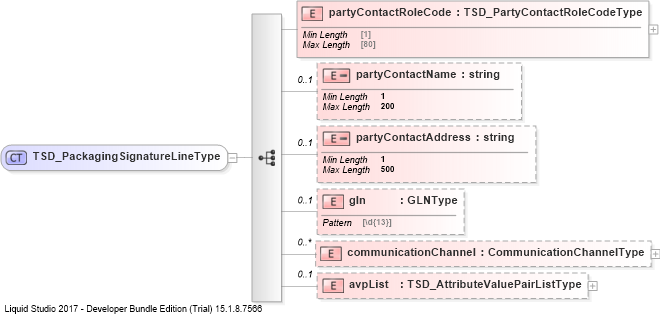 E partyContactRoleCode : TSD_PartyContactRoleCodeType
Min Length [1]
Max Length [80]
0..1
E partyContactName : string
Min Length 1
Max Length 200
0..1
E partyContactAddress : string
Min Length 1
Max Length 500
CT TSD_PackagingSignatureLineType
0..1
E gln : GLNType
Pattern [\d{13}]
0..*
E communicationChannel : CommunicationChannelType
0..1
E avpList : TSD_AttributeValuePairListType
Liquid Studio 2017 - Developer Bundle Edition (Trial) 15.1.8.7566